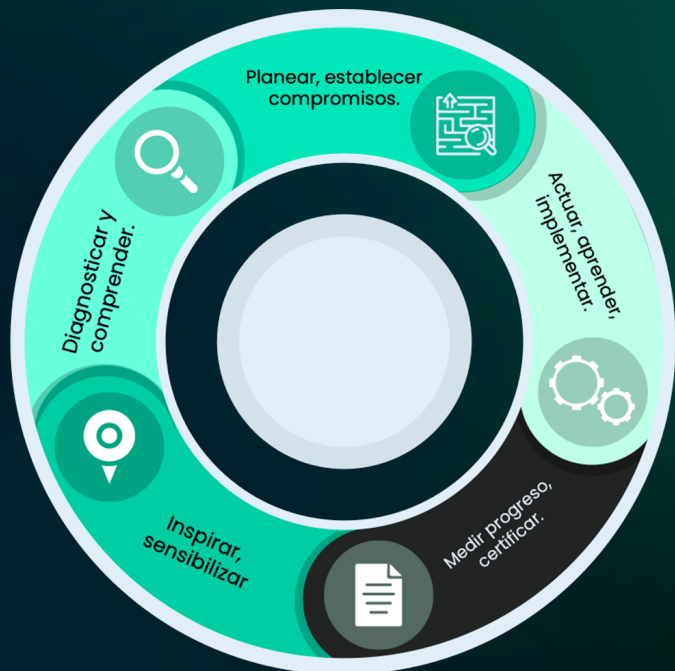 Planear, establecer
compromisos.
Actuar, aprender,
implementar.
Medir progreso,
certificar.
Inspirar,
sensibilizar
Diagnosticar y
comprender.